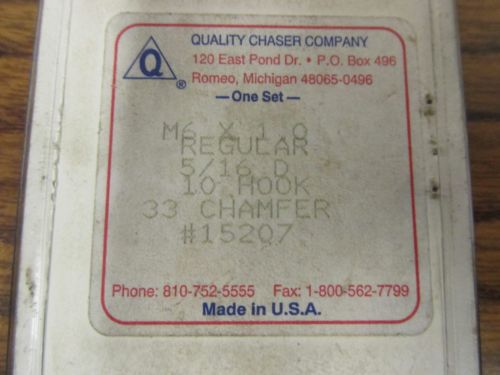 Q
®
QUALITY CHASER COMPANY
120 East Pond Dr. • P.O. Box 496
Romeo, Michigan 48065-0496
—One Set—
M6 X 1.0
REGULAR
5/16 D
10 HOOK
33 CHAMFER
#15207
Phone: 810-752-5555 Fax: 1-800-562-7799
Made in U.S.A.